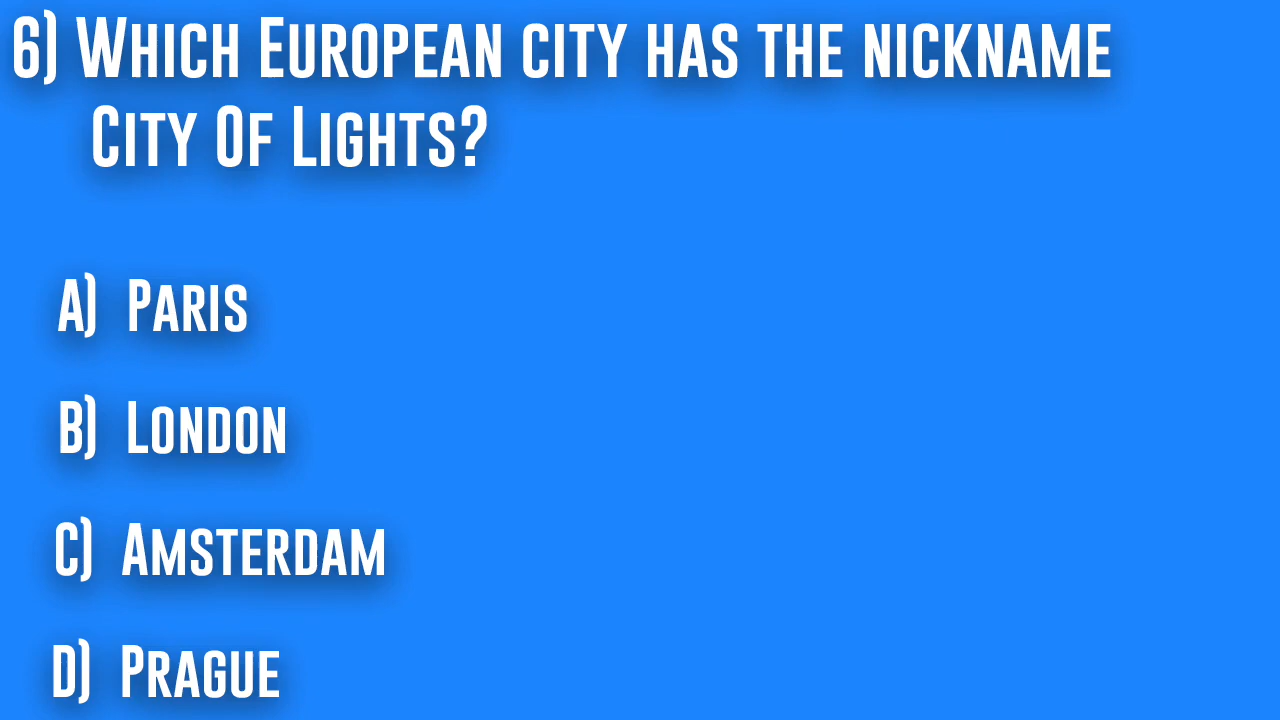 6) Which European city has the nickname
City Of Lights?
A) Paris
B) London
C) Amsterdam
D) Prague